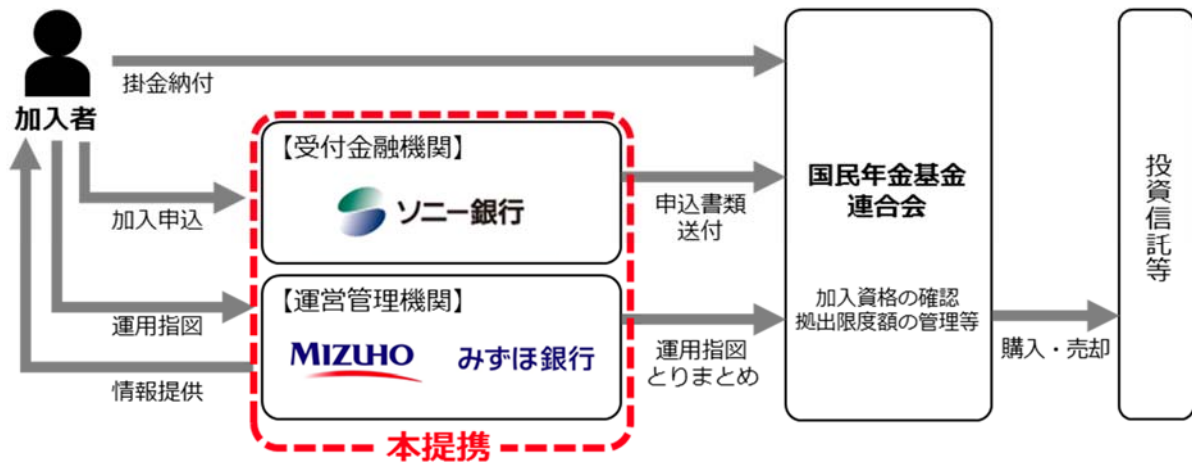 加入者
掛金納付
【受付金融機関】
ソニー銀行
加入申込
申込書類
送付
国民年金基金
連合会
加入資格の確認
拠出限度額の管理等
投資信託等
【運営管理機関】
MIZUHO みずほ銀行
運用指図
情報提供
運用指図
とりまとめ
購入・売却
本提携